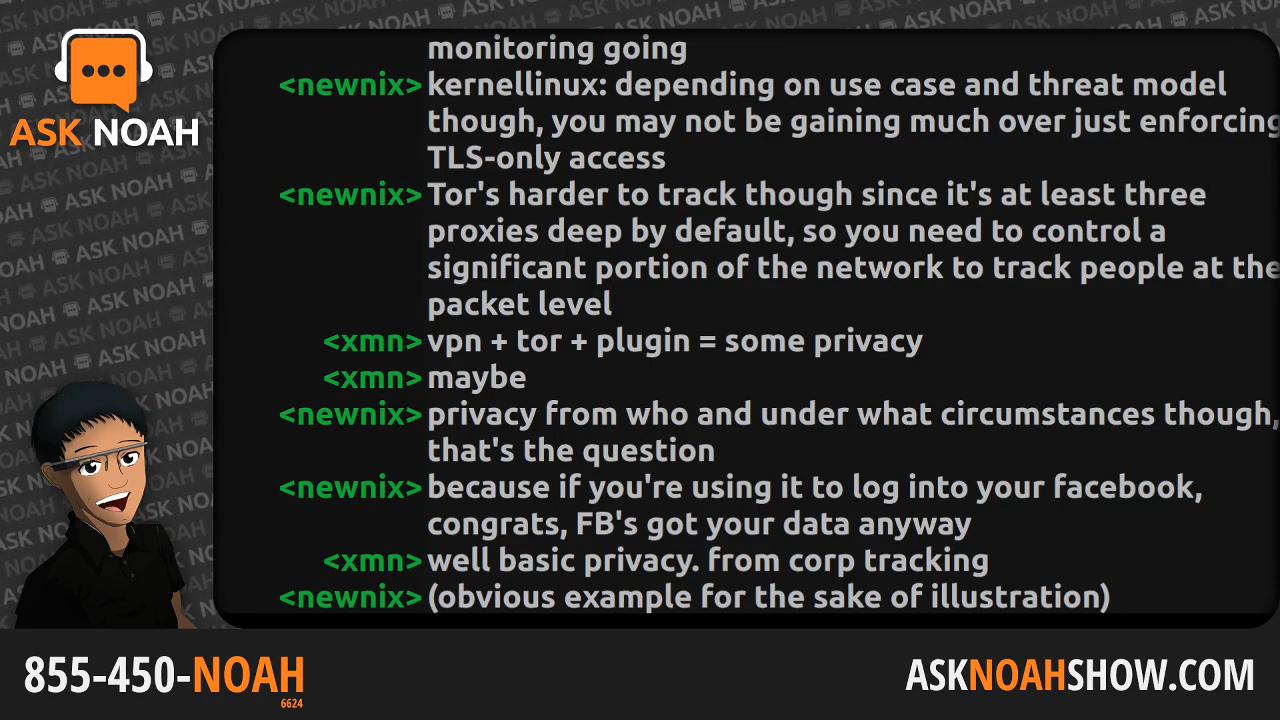 ASK NOAH
monitoring going
<newnix> kernellinux: depending on use case and threat model
though, you may not be gaining much over just enforcing
TLS-only access
<newnix> Tor's harder to track though since it's at least three
proxies deep by default, so you need to control a
significant portion of the network to track people at the
packet level
<xmn> vpn + tor + plugin = some privacy
<xmn> maybe
<newnix> privacy from who and under what circumstances though,
that's the question
<newnix> because if you're using it to log into your facebook,
congrats, FB's got your data anyway
<xmn> well basic privacy. from corp tracking
<newnix> (obvious example for the sake of illustration)
855-450-NOAH
6624
ASKNOAHSHOW.COM